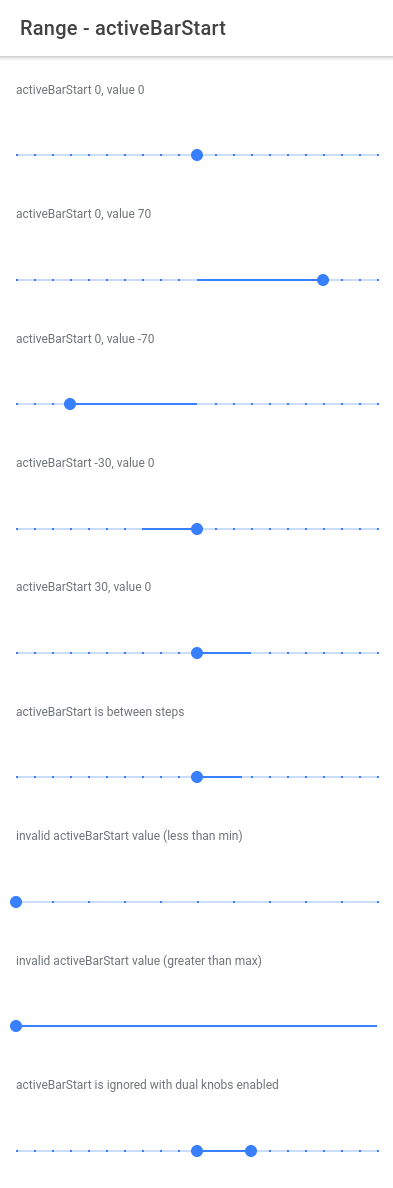 Range - activeBarStart
activeBarStart 0, value 0
activeBarStart 0, value 70
activeBarStart 0, value -70
activeBarStart -30, value 0
activeBarStart 30, value 0
activeBarStart is between steps
invalid activeBarStart value (less than min)
invalid activeBarStart value (greater than max)
activeBarStart is ignored with dual knobs enabled